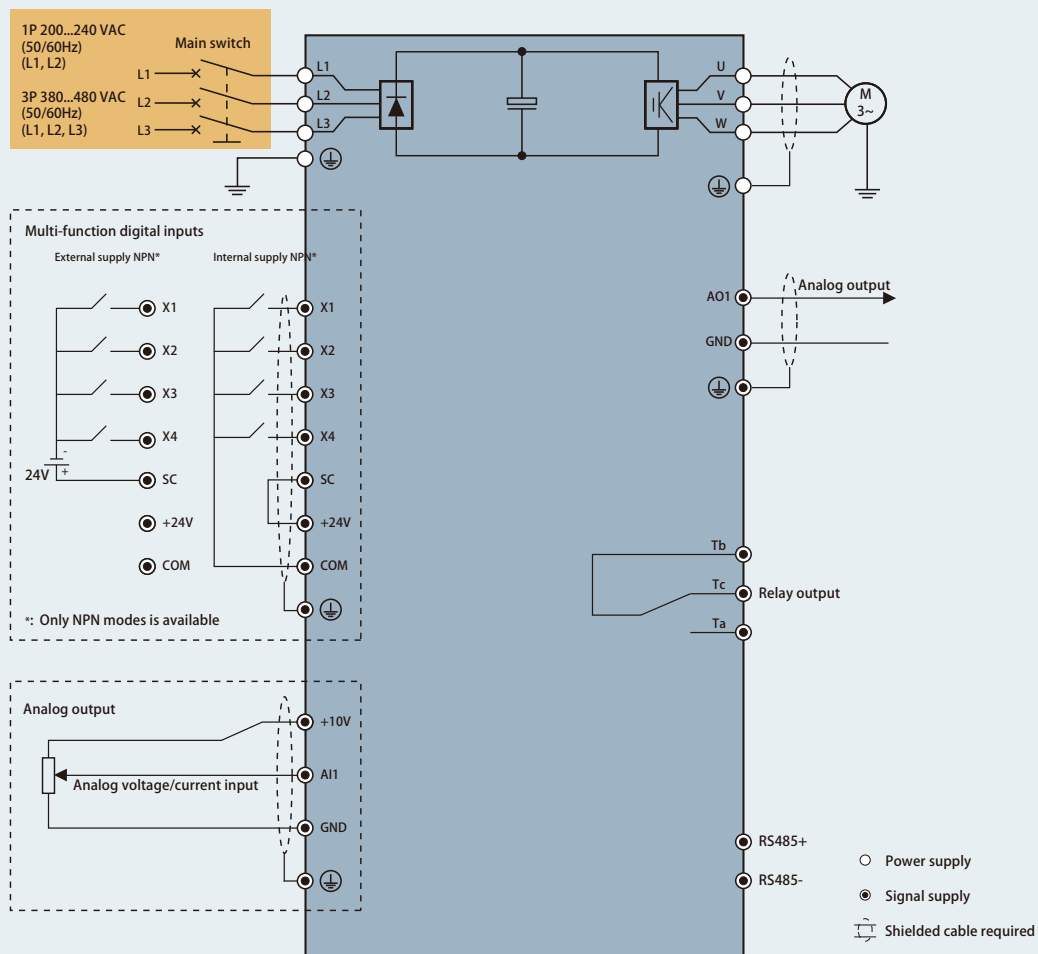 1P 200...240 VAC
(50/60Hz)
(L1, L2)
Main switch
L1
3P 380...480 VAC
(50/60Hz)
(L1, L2, L3)
L2
L3
L1
L2
L3
U
V
W
M
3~
Multi-function digital inputs
External supply NPN*
Internal supply NPN*
X1
X2
X3
X4
-
+
24V
SC
+24V
COM
X1
X2
X3
X4
SC
+24V
COM
*: Only NPN modes is available
AO1
Analog output
GND
Tb
Tc
Relay output
Ta
Analog output
+10V
Analog voltage/current input
AI1
GND
RS485+
RS485-
Power supply
Signal supply
Shielded cable required